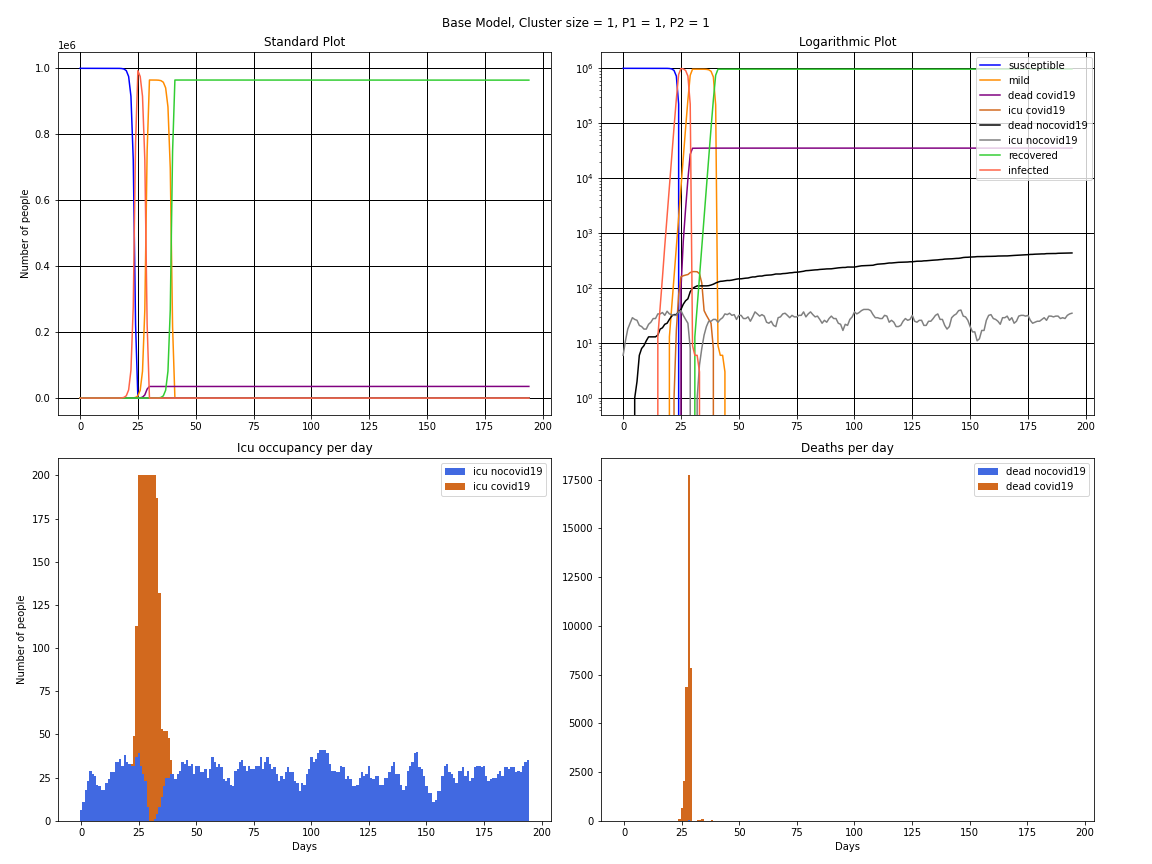 Base Model, Cluster size = 1, P1 = 1, P2 = 1
Standard Plot
1e6
1.0
0.8
0.6
0.4
0.2
0.0
Number of people
0 25 50 75 100 125 150 175 200
Logarithmic Plot
10^6
10^5
10^4
10^3
10^2
10^1
10^0
susceptible
mild
dead covid19
icu covid19
dead nocovid19
icu nocovid19
recovered
infected
0 25 50 75 100 125 150 175 200
Icu occupancy per day
200
175
150
125
100
75
50
25
0
Number of people
icu nocovid19
icu covid19
0 25 50 75 100 125 150 175 200
Days
Deaths per day
17500
15000
12500
10000
7500
5000
2500
0
dead nocovid19
dead covid19
0 25 50 75 100 125 150 175 200
Days